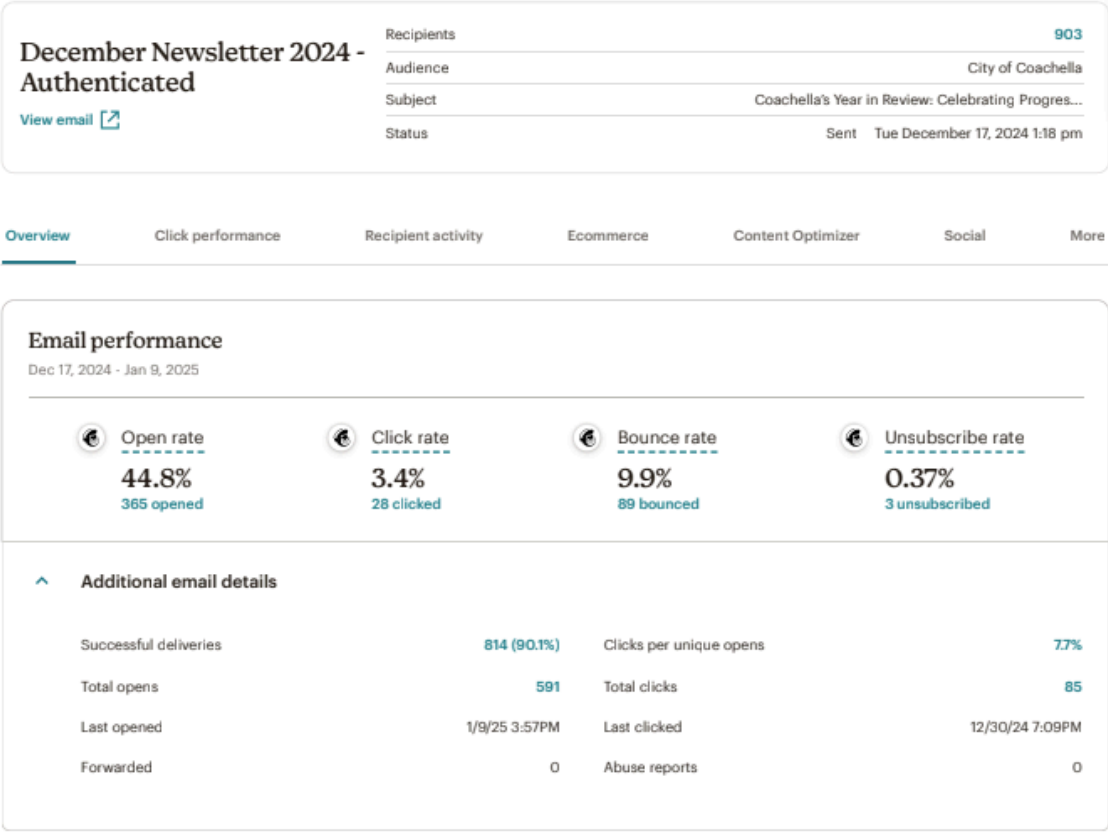 December Newsletter 2024 -
Authenticated
View email
Recipients 903
Audience City of Coachella
Subject Coachella's Year in Review: Celebrating Progres...
Status Sent Tue December 17, 2024 1:18 pm
Overview Click performance Recipient activity Ecommerce Content Optimizer Social More
Email performance
Dec 17, 2024 - Jan 9, 2025
Open rate Click rate Bounce rate Unsubscribe rate
44.8% 3.4% 9.9% 0.37%
365 opened 28 clicked 89 bounced 3 unsubscribed
Additional email details
Successful deliveries 814 (90.1%) Clicks per unique opens 7.7%
Total opens 591 Total clicks 85
Last opened 1/9/25 3:57PM Last clicked 12/30/24 7:09PM
Forwarded 0 Abuse reports 0